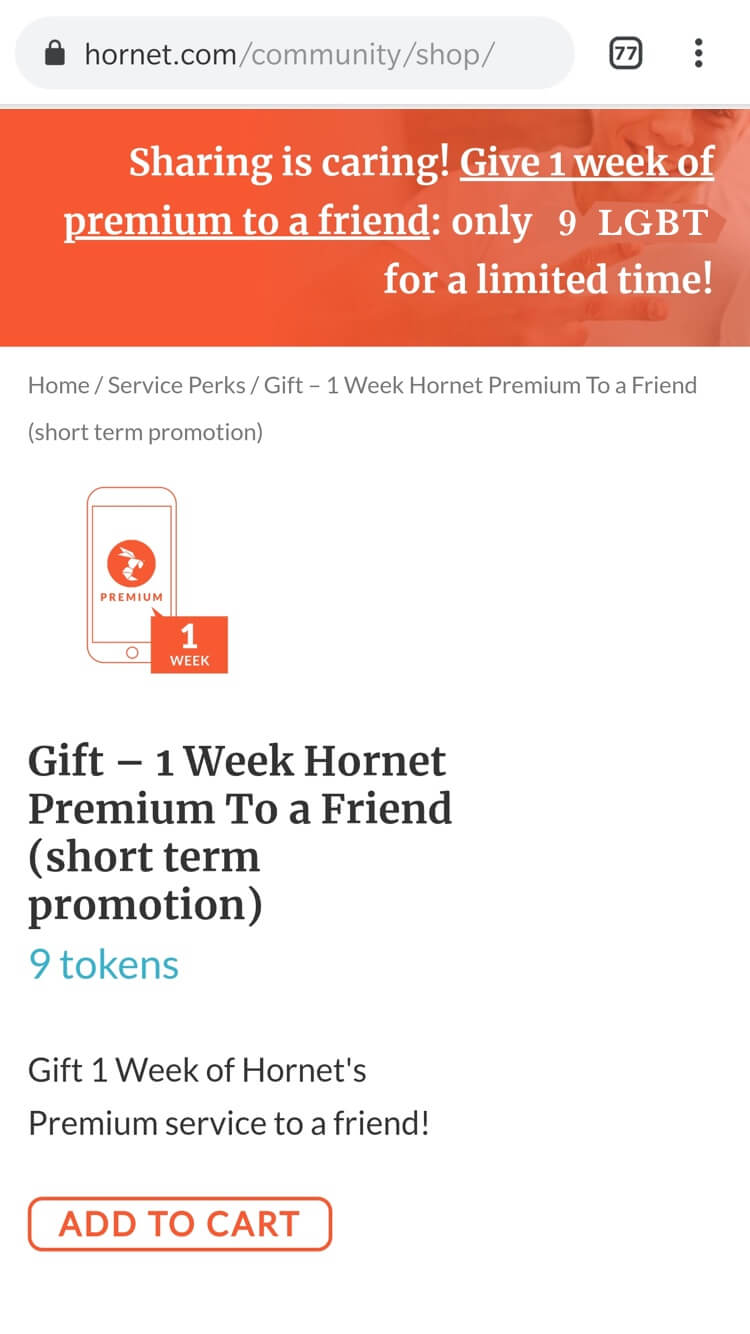 hornet.com/community/shop/
77
Sharing is caring! Give 1 week of
premium to a friend: only 9 LGBT
for a limited time!
Home / Service Perks / Gift – 1 Week Hornet Premium To a Friend
(short term promotion)
PREMIUM
1
WEEK
Gift – 1 Week Hornet
Premium To a Friend
(short term
promotion)
9 tokens
Gift 1 Week of Hornet's
Premium service to a friend!
ADD TO CART